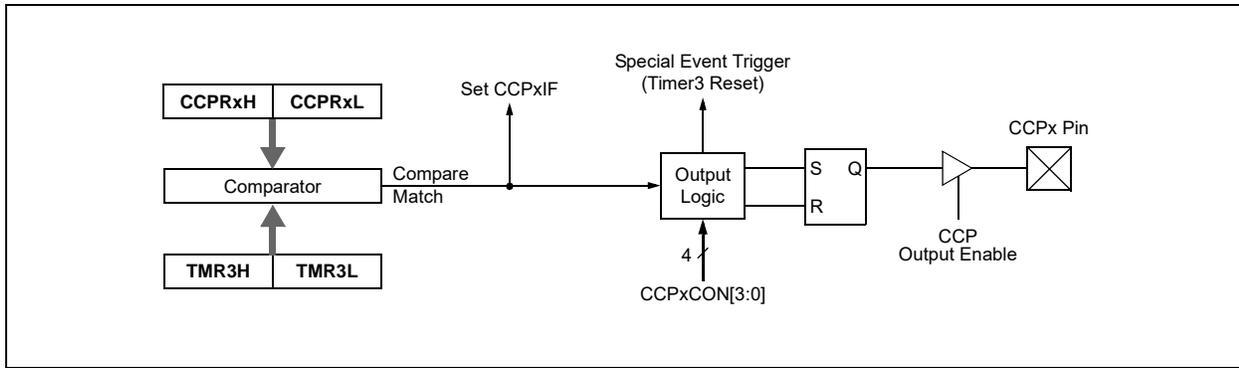 Special Event Trigger
(Timer3 Reset)
Set CCPxIF
CCPRxH CCPRxL
CCPx Pin
Comparator
Compare
Match
Output
Logic
S Q
R
CCP
Output Enable
4
TMR3H TMR3L
CCPxCON[3:0]